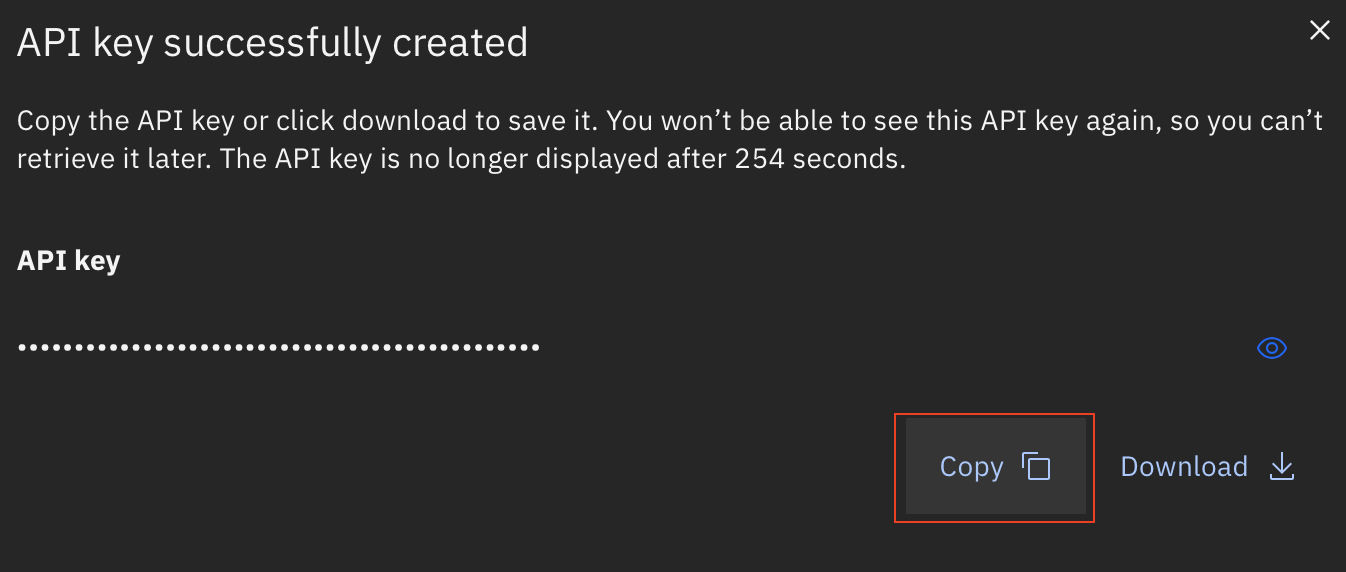 API key successfully created
Copy the API key or click download to save it. You won’t be able to see this API key again, so you can’t
retrieve it later. The API key is no longer displayed after 254 seconds.
API key
••••••••••••••••••••••••••••••••••••••••••••••
Copy
Download